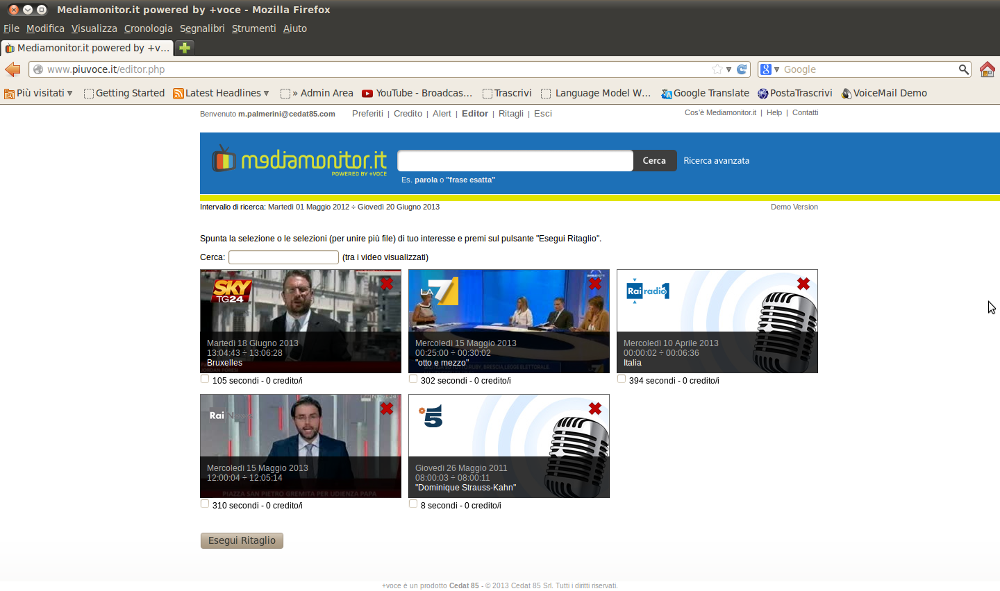 Mediamonitor.it powered by +voce - Mozilla Firefox
File Modifica Visualizza Cronologia Segnalibri Strumenti Aiuto
Mediamonitor.it powered by +v...
www.piuvoce.it/editor.php
Google
Più visitati Getting Started Latest Headlines » Admin Area YouTube - Broadcas... Trascrivi Language Model W... Google Translate PostaTrascrivi VoiceMail Demo
Benvenuto m.palmerini@cedat85.com Preferiti | Credito | Alert | Editor | Ritagli | Esci Cos'è Mediamonitor.it | Help | Contatti
mediamonitor.it
POWERED BY +VOCE
Cerca Ricerca avanzata
Es. parola o "frase esatta"
Intervallo di ricerca: Martedì 01 Maggio 2012 ÷ Giovedì 20 Giugno 2013 Demo Version
Spunta la selezione o le selezioni (per unire più file) di tuo interesse e premi sul pulsante "Esegui Ritaglio".
Cerca: (tra i video visualizzati)
SKY
TG24
Martedì 18 Giugno 2013
13:04:43 ÷ 13:06:28
Bruxelles
105 secondi - 0 credito/i
LA 7
Mercoledì 15 Maggio 2013
00:25:00 ÷ 00:30:02
"otto e mezzo"
302 secondi - 0 credito/i
Rai radio1
Mercoledì 10 Aprile 2013
00:00:02 ÷ 00:06:36
Italia
394 secondi - 0 credito/i
Rai News
Mercoledì 15 Maggio 2013
12:00:04 ÷ 12:05:14
PIAZZA SAN PIETRO GREMITA PER UDIENZA PAPA
310 secondi - 0 credito/i
5
Giovedì 26 Maggio 2011
08:00:03 ÷ 08:00:11
"Dominique Strauss-Kahn"
8 secondi - 0 credito/i
Esegui Ritaglio
+voce è un prodotto Cedat 85 - © 2013 Cedat 85 Srl. Tutti i diritti riservati.